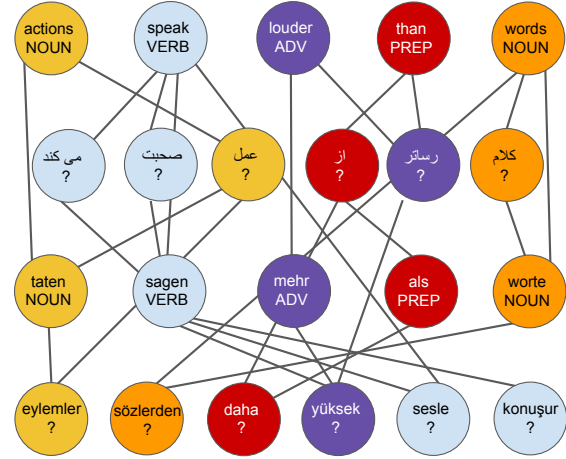 actions
NOUN
speak
VERB
louder
ADV
than
PREP
words
NOUN
می کند
?
صحبت
?
عمل
?
از
?
رساتر
?
کلام
?
taten
NOUN
sagen
VERB
mehr
ADV
als
PREP
worte
NOUN
eylemler
?
sözlerden
?
daha
?
yüksek
?
sesle
?
konuşur
?